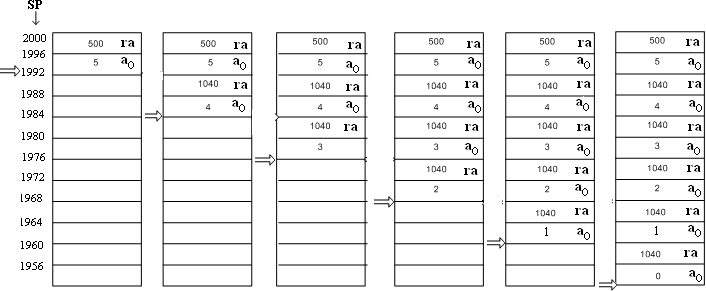 SP
2000 500 ra 500 ra 500 ra 500 ra 500 ra 500 ra
1996 5 a0 5 a0 5 a0 5 a0 5 a0 5 a0
1992 1040 ra 1040 ra 1040 ra 1040 ra 1040 ra
1988 4 a0 4 a0 4 a0 4 a0 4 a0
1984 1040 ra 1040 ra 1040 ra 1040 ra
1980 3 3 a0 3 a0 3 a0
1976 1040 ra 1040 ra 1040 ra
1972 2 2 a0 2 a0
1968 1040 ra 1040 ra
1964 1 a0 1 a0
1960 1040 ra
1956 0 a0